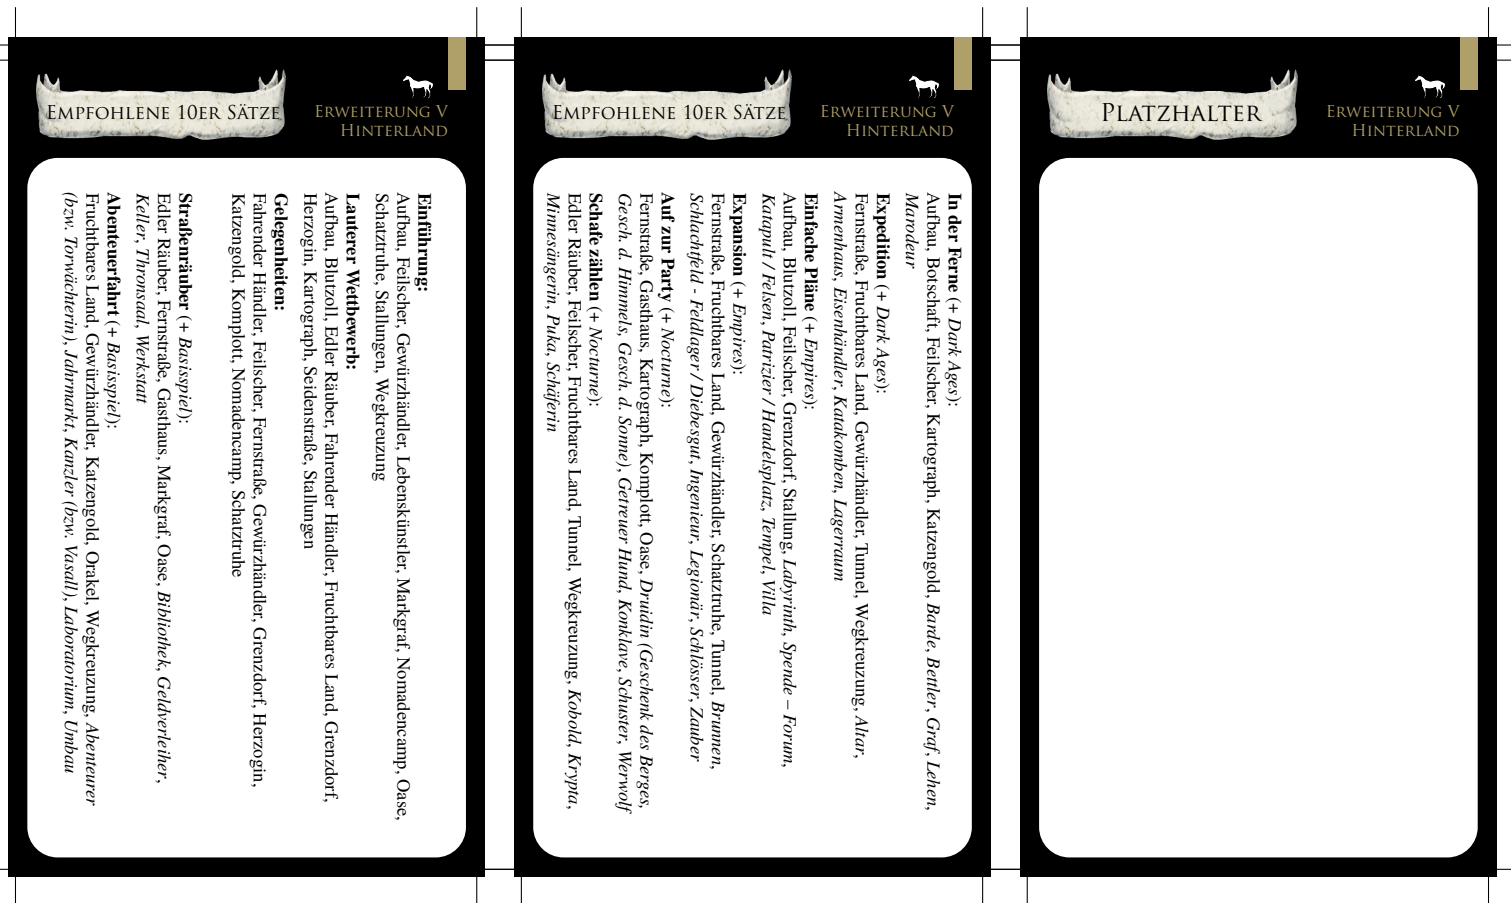 EMPFOHLENE 10ER SÄTZE
ERWEITERUNG V
HINTERLAND
Einführung:
Aufbau, Feilscher, Gewürzhändler, Lebenskünstler, Markgraf, Nomadencamp, Oase,
Schatztruhe, Stallungen, Wegkreuzung
Lauterer Wettbewerb:
Aufbau, Blutzoll, Edler Räuber, Fahrender Händler, Fruchtbares Land, Grenzdorf,
Herzogin, Kartograph, Seidenstraße, Stallungen
Gelegenheiten:
Fahrender Händler, Feilscher, Fernstraße, Gewürzhändler, Grenzdorf, Herzogin,
Katzengold, Komplott, Nomadencamp, Schatztruhe
Straßenräuber (+ Basisspiel):
Edler Räuber, Fernstraße, Gasthaus, Markgraf, Oase, Bibliothek, Geldverleiher,
Keller, Thronsaal, Werkstatt
Abenteuerfahrt (+ Basisspiel):
Fruchtbares Land, Gewürzhändler, Katzengold, Orakel, Wegkreuzung, Abenteurer
(bzw. Torwächterin), Jahrmarkt, Kanzler (bzw. Vasall), Laboratorium, Umbau
EMPFOHLENE 10ER SÄTZE
ERWEITERUNG V
HINTERLAND
In der Ferne (+ Dark Ages):
Aufbau, Botschaft, Feilscher, Kartograph, Katzengold, Barde, Bettler, Graf, Lehen,
Marodeur
Expedition (+ Dark Ages):
Fernstraße, Fruchtbares Land, Gewürzhändler, Tunnel, Wegkreuzung, Altar,
Armenhaus, Eisenhändler, Katakomben, Lagerraum
Einfache Pläne (+ Empires):
Aufbau, Blutzoll, Feilscher, Grenzdorf, Stallung, Labyrinth, Spende – Forum,
Katapult / Felsen, Patrizier / Handelsplatz, Tempel, Villa
Expansion (+ Empires):
Fernstraße, Fruchtbares Land, Gewürzhändler, Schatztruhe, Tunnel, Brunnen,
Schlachtfeld - Feldlager / Diebesgut, Ingenieur, Legionär, Schlösser, Zauber
Auf zur Party (+ Nocturne):
Fernstraße, Gasthaus, Kartograph, Komplott, Oase, Druidin (Geschenk des Berges,
Gesch. d. Himmels, Gesch. d. Sonne), Getreuer Hund, Konklave, Schuster, Werwolf
Schafe zählen (+ Nocturne):
Edler Räuber, Feilscher, Fruchtbares Land, Tunnel, Wegkreuzung, Kobold, Krypta,
Minnesängerin, Puka, Schäferin
PLATZHALTER
ERWEITERUNG V
HINTERLAND